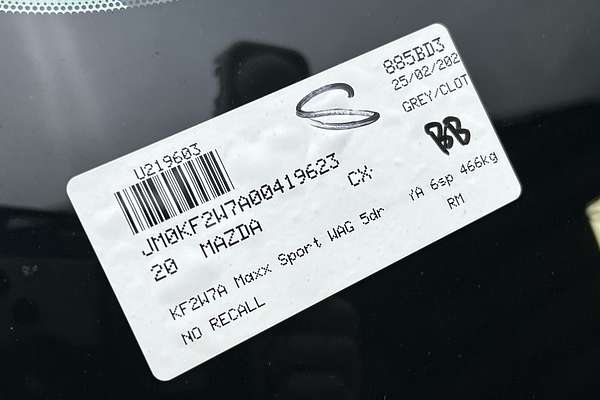 885BD3
25/02/202
GREY/CLOT
BB
U219603
JM0KF2W7A00419623
20 MAZDA CX-
KF2W7A Maxx Sport WAG 5dr YA 6sp 466kg
NO RECALL RM